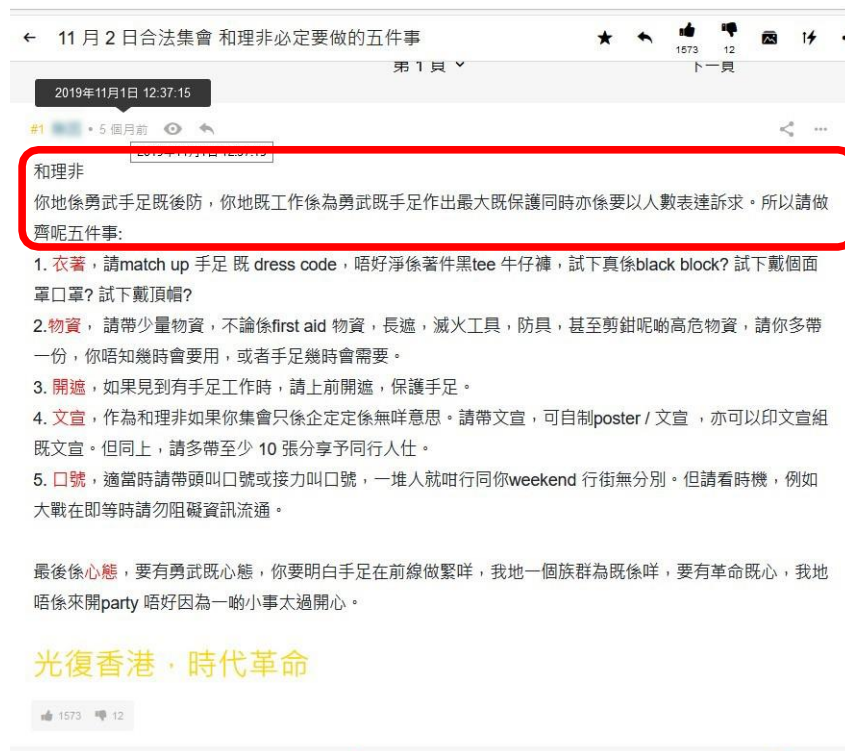 11 月 2 日合法集會 和理非必定要做的五件事
1573
12
第 1 頁
下一頁
2019年11月1日 12:37:15
#1
• 5 個月前
2019年11月1日 12:37:15
和理非
你地係勇武手足既後防，你地既工作係為勇武既手足作出最大既保護同時亦係要以人數表達訴求。所以請做
齊呢五件事:
1. 衣著，請match up 手足 既 dress code，唔好淨係著件黑tee 牛仔褲，試下真係black block? 試下戴個面
罩口罩? 試下戴頂帽?
2.物資， 請帶少量物資，不論係first aid 物資，長遮，滅火工具，防具，甚至剪鉗呢啲高危物資，請你多帶
一份，你唔知幾時會要用，或者手足幾時會需要。
3. 開遮，如果見到有手足工作時，請上前開遮，保護手足。
4. 文宣，作為和理非如果你集會只係企定定係無咩意思。請帶文宣，可自制poster / 文宣 ，亦可以印文宣組
既文宣。但同上，請多帶至少 10 張分享予同行人仕。
5. 口號，適當時請帶頭叫口號或接力叫口號，一堆人就咁行同你weekend 行街無分別。但請看時機，例如
大戰在即等時請勿阻礙資訊流通。
最後係心態，要有勇武既心態，你要明白手足在前線做緊咩，我地一個族群為既係咩，要有革命既心，我地
唔係來開party 唔好因為一啲小事太過開心。
光復香港，時代革命
1573
12